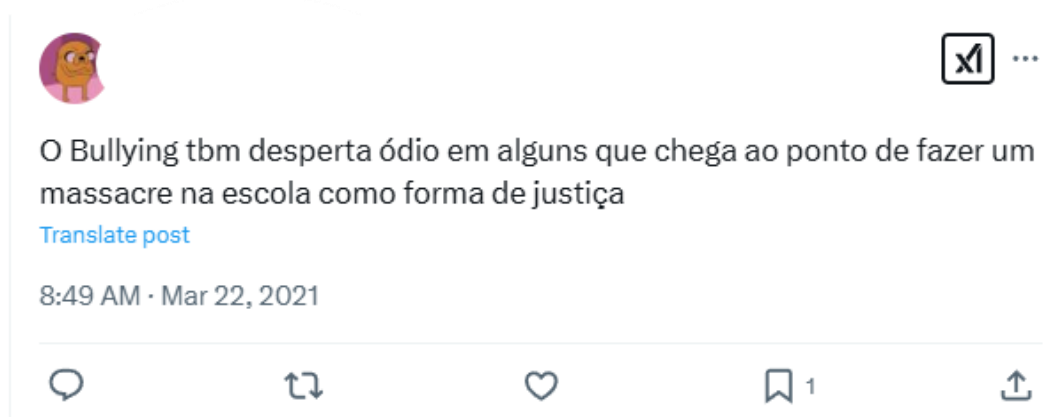 O Bullying tbm desperta ódio em alguns que chega ao ponto de fazer um
massacre na escola como forma de justiça
Translate post
8:49 AM · Mar 22, 2021
1